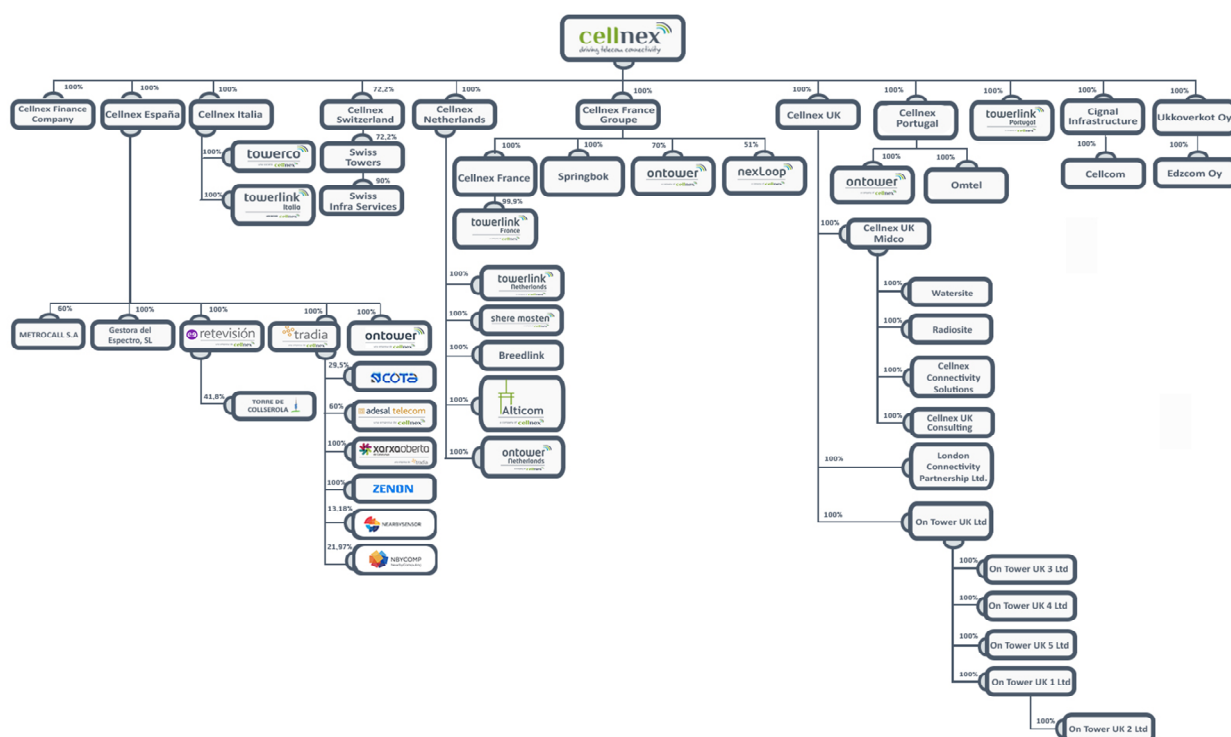 cellnex
driving telecom connectivity
100%
100%
100%
72,2%
100%
100%
100%
100%
100%
100%
100%
Cellnex Finance
Company
Cellnex España
Cellnex Italia
Cellnex
Switzerland
Cellnex
Netherlands
Cellnex France
Groupe
Cellnex UK
Cellnex
Portugal
towerlink
Portugal
Cignal
Infrastructure
Ukkoverkot Oy
100%
towerco
cellnex
100%
towerlink
Italia
72,2%
Swiss
Towers
90%
Swiss
Infra Services
100%
Cellnex France
99,9%
towerlink
France
100%
Springbok
70%
ontower
51%
nexLoop
100%
ontower
100%
Omtel
100%
Cellcom
100%
Edzcom Oy
60%
METROCALL S.A
100%
Gestora del
Espectro, SL
100%
retevisión
cellnex
100%
tradia
cellnex
100%
ontower
41,8%
TORRE DE
COLLSEROLA
29,5%
COTA
60%
adesal telecom
cellnex
100%
xarxaoberta
tradia
100%
ZENON
13.18%
NEARBYSENSOR
21,97%
NBYCOMP
100%
towerlink
Netherlands
100%
shere masten
100%
Breedlink
100%
Alticom
100%
ontower
Netherlands
100%
Cellnex UK
Midco
100%
Watersite
100%
Radiosite
100%
Cellnex
Connectivity
Solutions
100%
Cellnex UK
Consulting
100%
London
Connectivity
Partnership Ltd.
100%
On Tower UK Ltd
100%
On Tower UK 3 Ltd
100%
On Tower UK 4 Ltd
100%
On Tower UK 5 Ltd
100%
On Tower UK 1 Ltd
100%
On Tower UK 2 Ltd